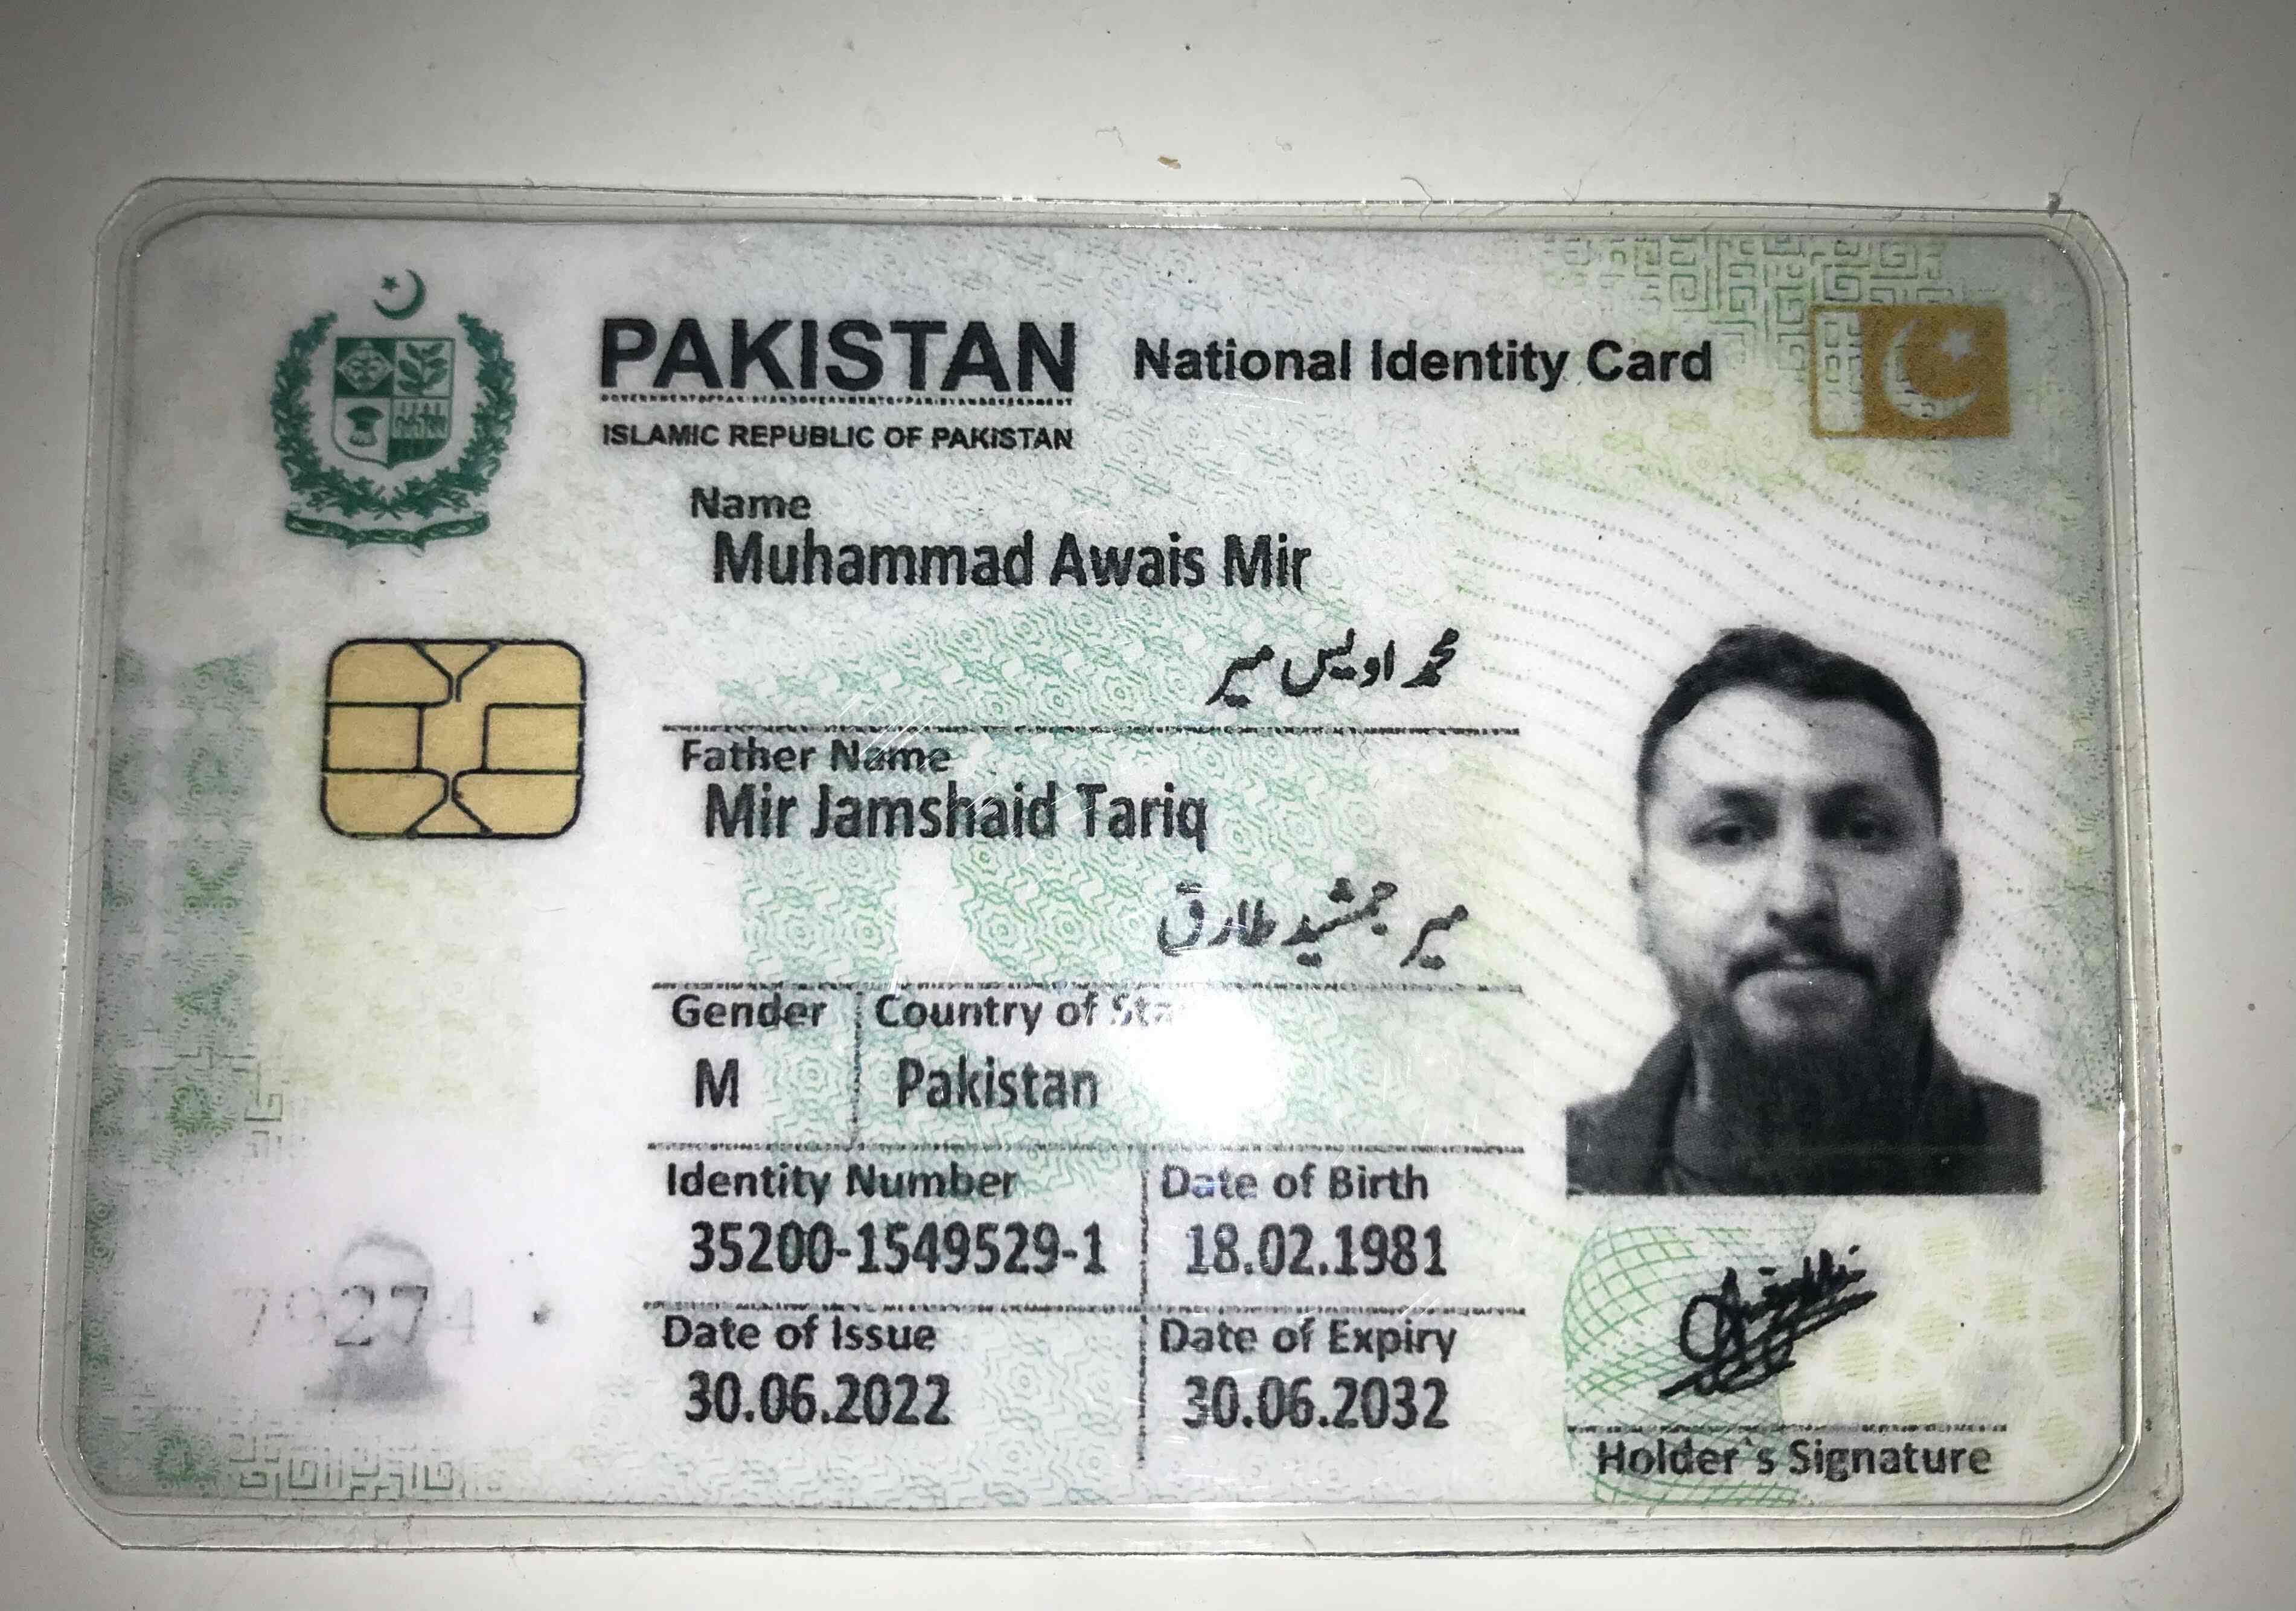 PAKISTAN National Identity Card
ISLAMIC REPUBLIC OF PAKISTAN
Name
Muhammad Awais Mir
محمد اویس میر
Father Name
Mir Jamshaid Tariq
میر جمشید طارق
Gender Country of
M Pakistan
Identity Number Date of Birth
35200-1549529-1 18.02.1981
79274
Date of Issue Date of Expiry
30.06.2022 30.06.2032
Holder`s Signature